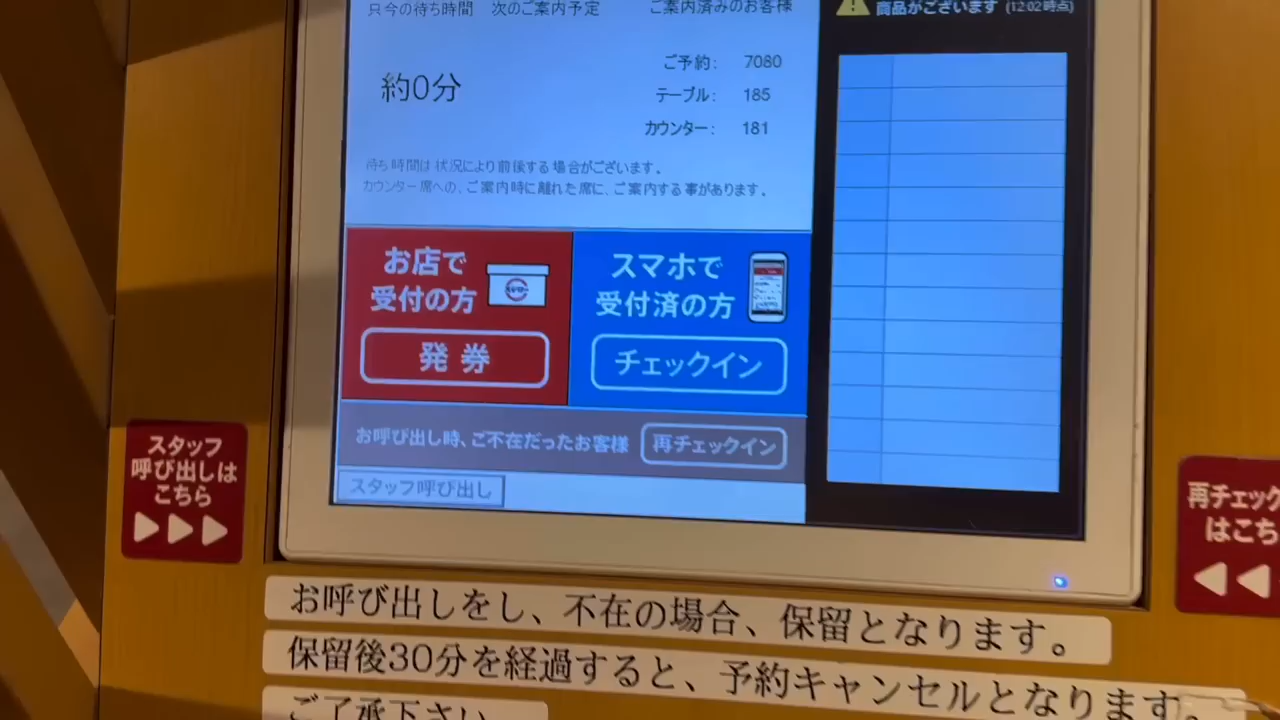 只今の待ち時間 次のご案内予定 ご案内済みのお客様
商品がございます (12:02時点)
約0分
ご予約: 7080
テーブル: 185
カウンター: 181
待ち時間は状況により前後する場合がございます。
カウンター席への、ご案内時に離れた席に、ご案内する事があります。
お店で
受付の方
発券
スマホで
受付済の方
チェックイン
お呼び出し時、ご不在だったお客様 再チェックイン
スタッフ呼び出し
スタッフ
呼び出しは
こちら
再チェック
はこち
お呼び出しをし、不在の場合、保留となります。
保留後30分を経過すると、予約キャンセルとなります
ご了承下さい